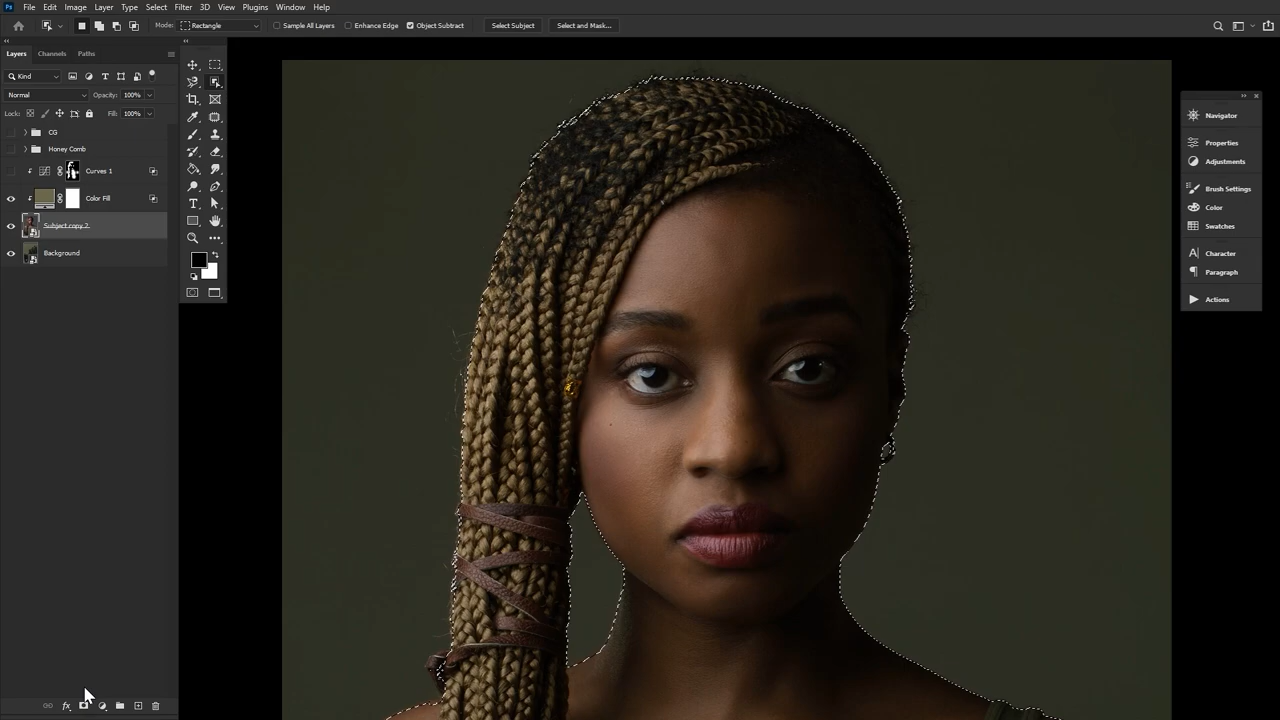 Ps File Edit Image Layer Type Select Filter 3D View Plugins Window Help
Mode: Rectangle Sample All Layers Enhance Edge Object Subtract Select Subject Select and Mask...
Layers Channels Paths
Kind
Normal Opacity: 100%
Lock: Fill: 100%
CG
Honey Comb
Curves 1
Color Fill
Subject copy 2
Background
Navigator
Properties
Adjustments
Brush Settings
Color
Swatches
Character
Paragraph
Actions